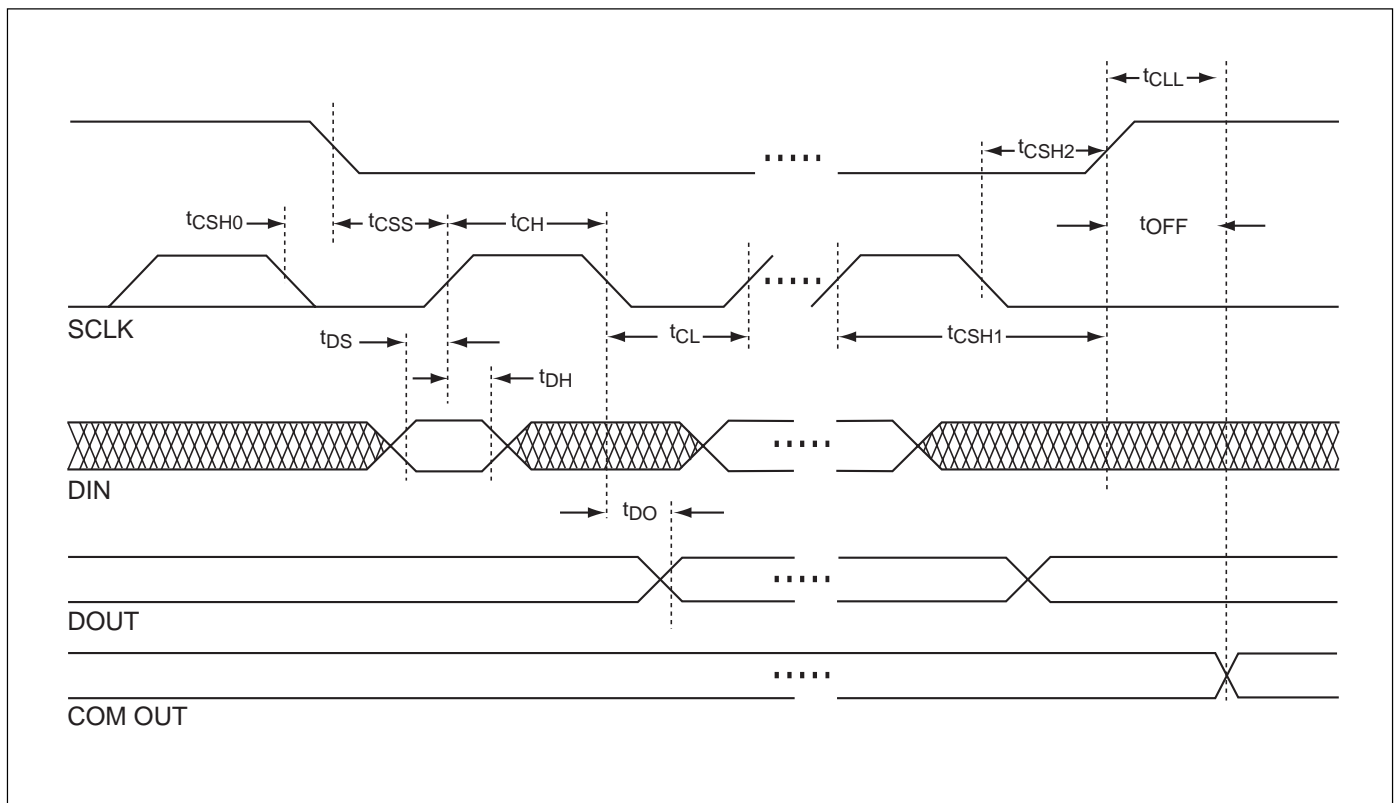 tCLL
tCSH2
tCSH0
tCSS
tCH
tOFF
SCLK
tDS
tCL
tCSH1
tDH
DIN
tDO
DOUT
COM OUT